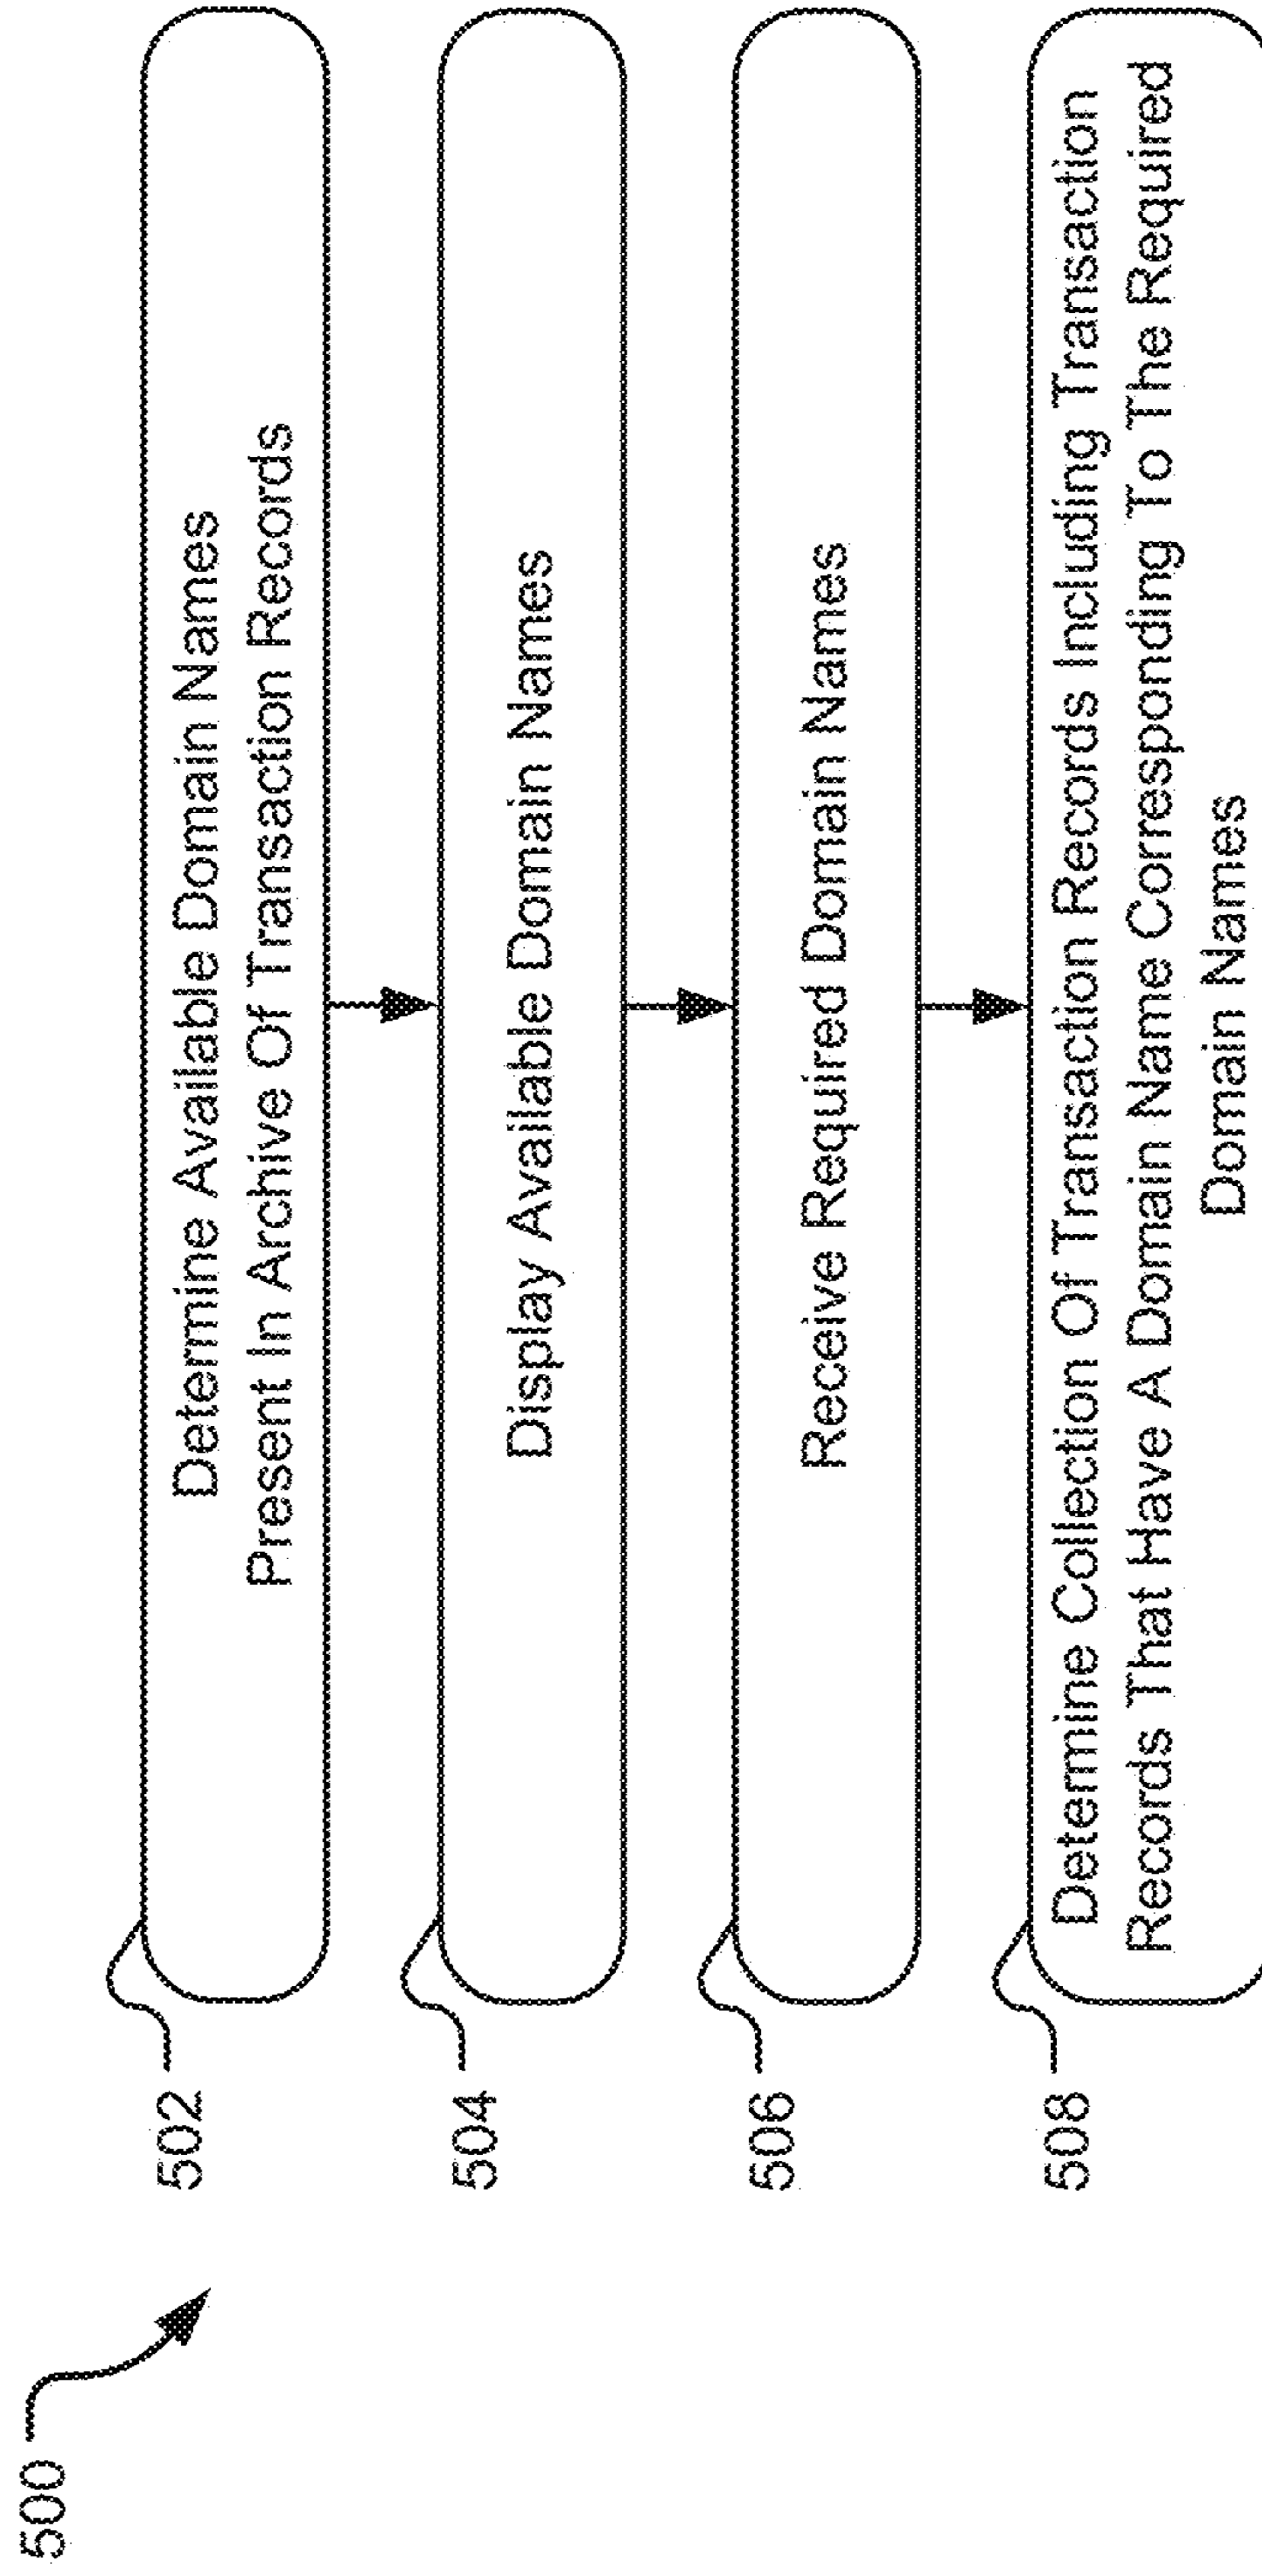 500
502
Determine Available Domain Names
Present In Archive Of Transaction Records
504
Display Available Domain Names
506
Receive Required Domain Names
508
Determine Collection Of Transaction Records Including Transaction
Records That Have A Domain Name Corresponding To The Required
Domain Names